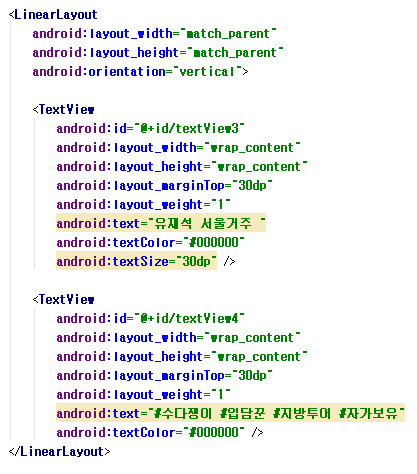 <LinearLayout
android:layout_width="match_parent"
android:layout_height="match_parent"
android:orientation="vertical">
<TextView
android:id="@+id/textView3"
android:layout_width="wrap_content"
android:layout_height="wrap_content"
android:layout_marginTop="30dp"
android:layout_weight="1"
android:text="유재석 서울거주 "
android:textColor="#000000"
android:textSize="30dp" />
<TextView
android:id="@+id/textView4"
android:layout_width="wrap_content"
android:layout_height="wrap_content"
android:layout_marginTop="30dp"
android:layout_weight="1"
android:text="#수다쟁이 #입담꾼 #지방투어 #자가보유
android:textColor="#000000" />
</LinearLayout>